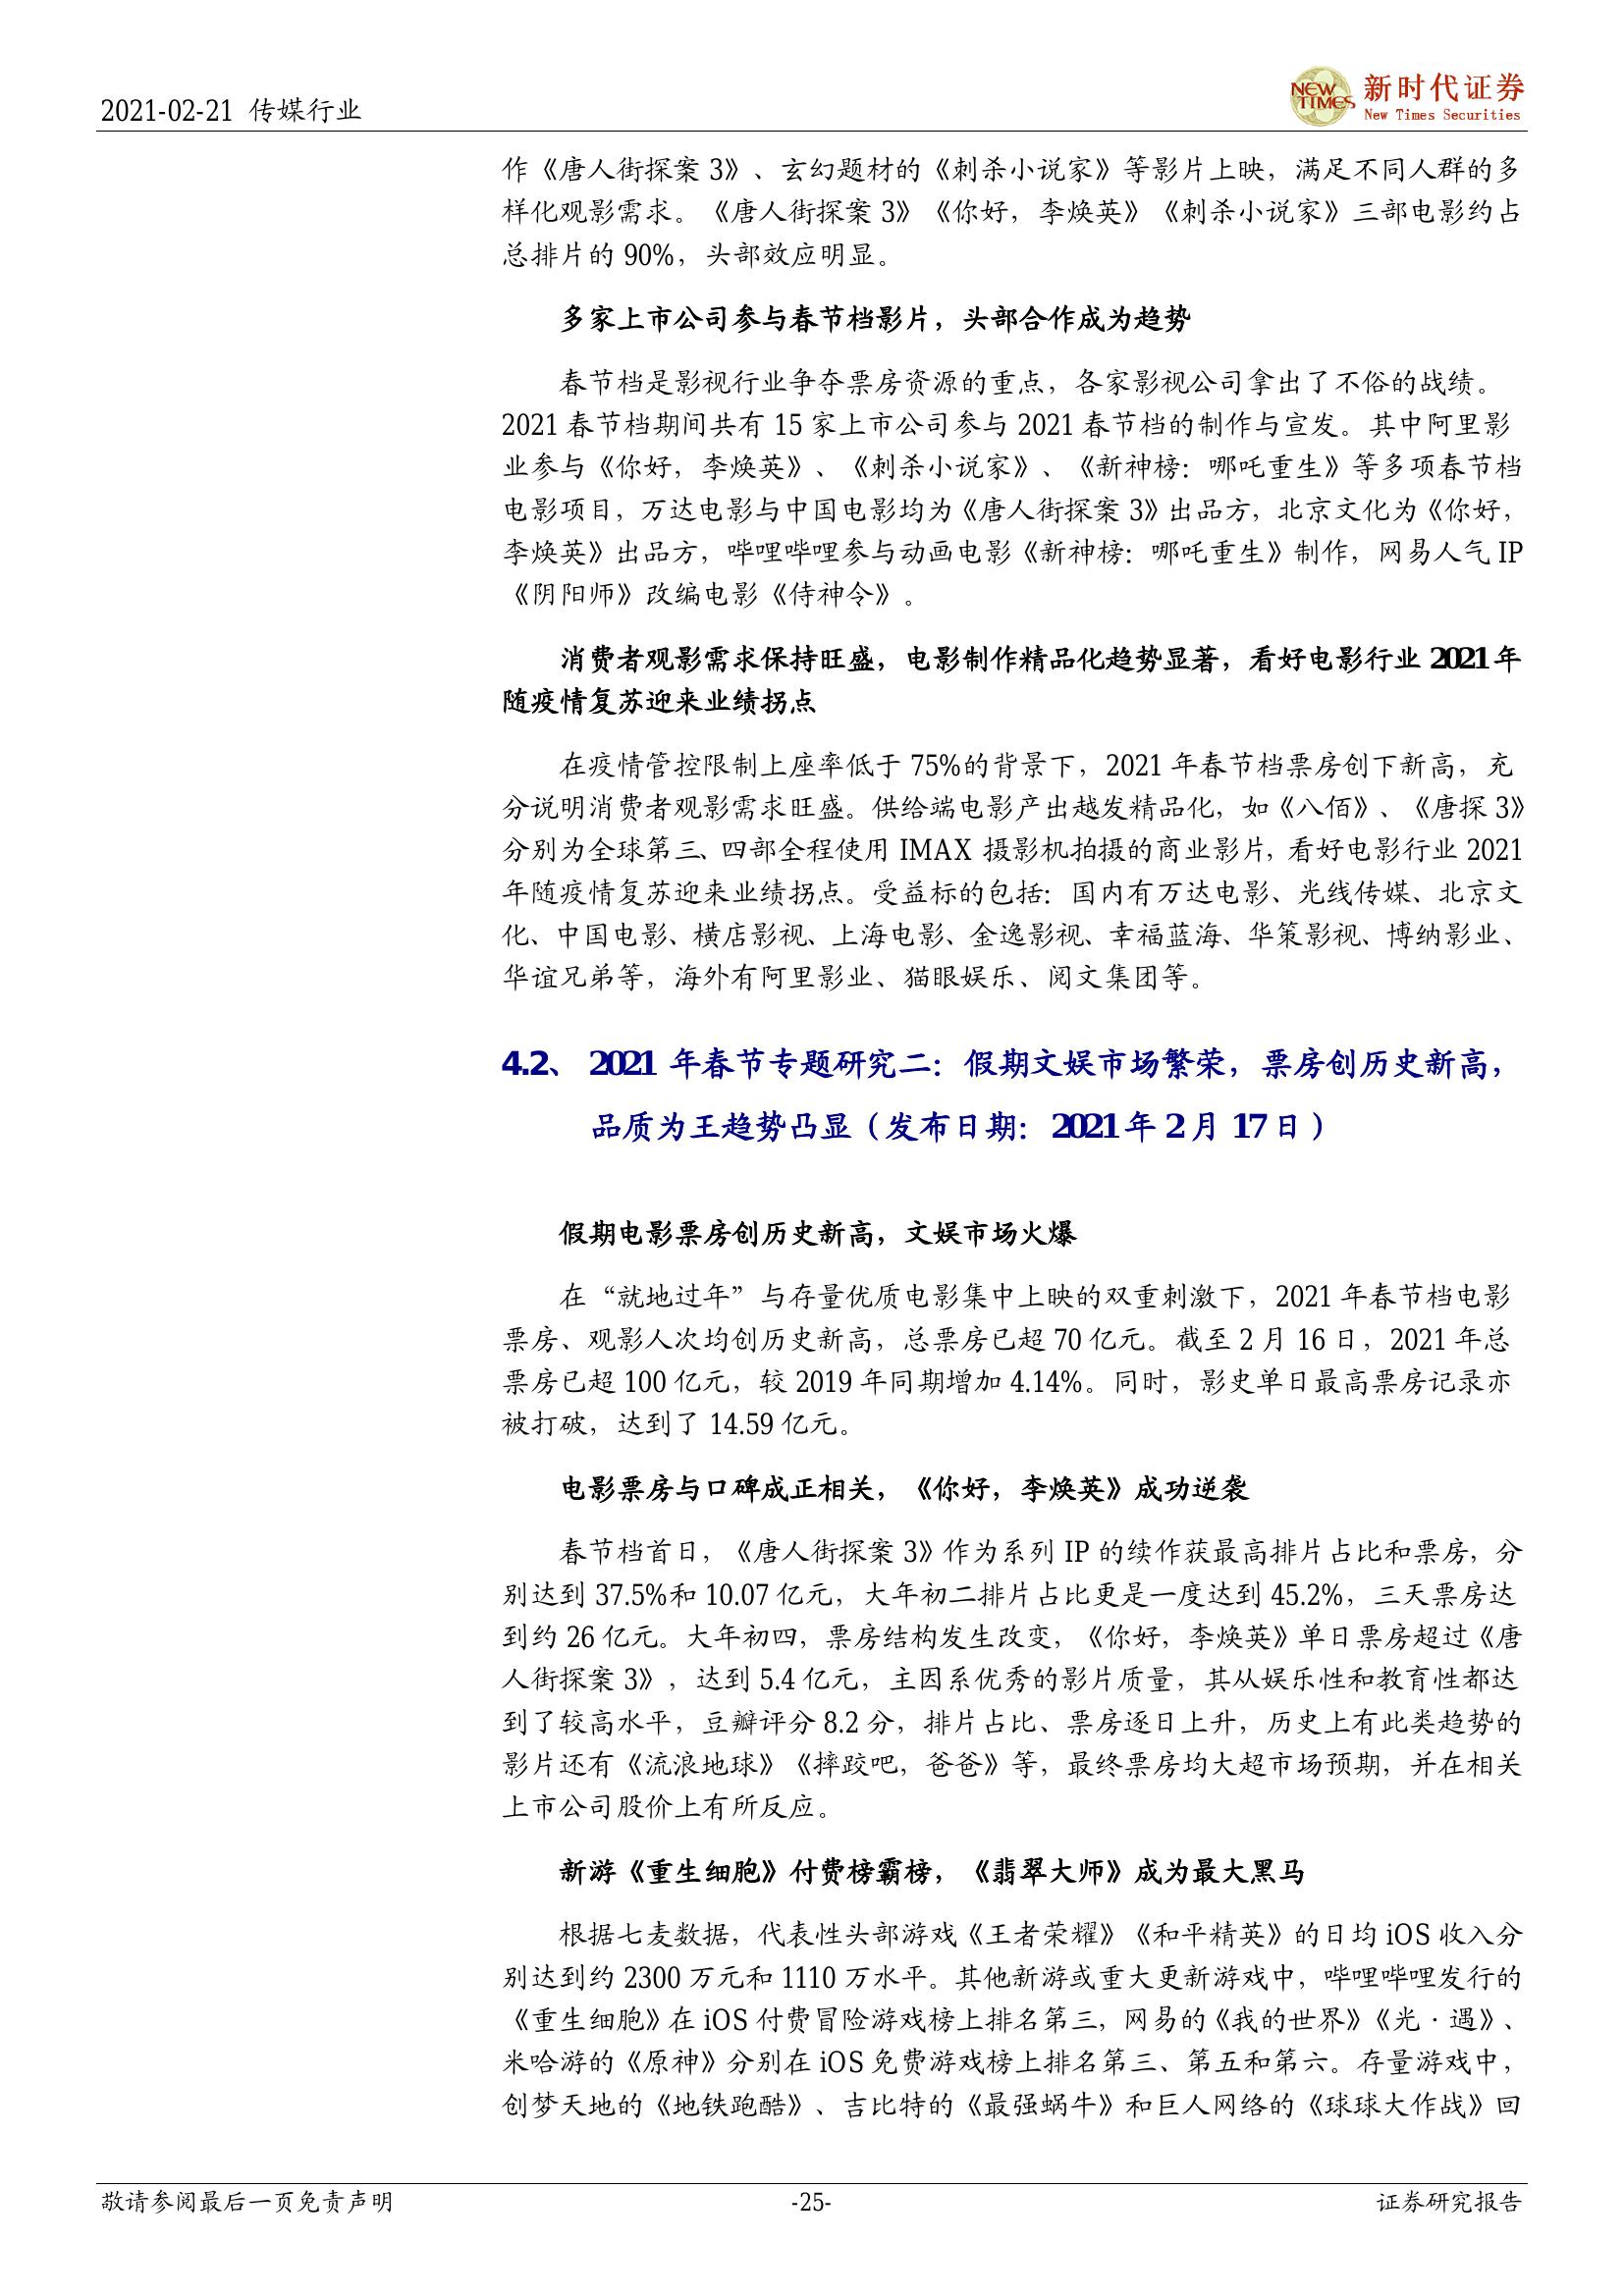 2021-02-21 传媒行业
NEW TIMES 新时代证券
New Times Securities
作《唐人街探案 3》、玄幻题材的《刺杀小说家》等影片上映，满足不同人群的多
样化观影需求。《唐人街探案 3》《你好，李焕英》《刺杀小说家》三部电影约占
总排片的 90%，头部效应明显。
多家上市公司参与春节档影片，头部合作成为趋势
春节档是影视行业争夺票房资源的重点，各家影视公司拿出了不俗的战绩。
2021 春节档期间共有 15 家上市公司参与 2021 春节档的制作与宣发。其中阿里影
业参与《你好，李焕英》、《刺杀小说家》、《新神榜：哪吒重生》等多项春节档
电影项目，万达电影与中国电影均为《唐人街探案 3》出品方，北京文化为《你好，
李焕英》出品方，哔哩哔哩参与动画电影《新神榜：哪吒重生》制作，网易人气 IP
《阴阳师》改编电影《侍神令》。
消费者观影需求保持旺盛，电影制作精品化趋势显著，看好电影行业 2021 年
随疫情复苏迎来业绩拐点
在疫情管控限制上座率低于 75%的背景下，2021 年春节档票房创下新高，充
分说明消费者观影需求旺盛。供给端电影产出越发精品化，如《八佰》、《唐探 3》
分别为全球第三、四部全程使用 IMAX 摄影机拍摄的商业影片，看好电影行业 2021
年随疫情复苏迎来业绩拐点。受益标的包括：国内有万达电影、光线传媒、北京文
化、中国电影、横店影视、上海电影、金逸影视、幸福蓝海、华策影视、博纳影业、
华谊兄弟等，海外有阿里影业、猫眼娱乐、阅文集团等。
4.2、 2021 年春节专题研究二：假期文娱市场繁荣，票房创历史新高，
品质为王趋势凸显（发布日期：2021 年 2 月 17 日）
假期电影票房创历史新高，文娱市场火爆
在“就地过年”与存量优质电影集中上映的双重刺激下，2021 年春节档电影
票房、观影人次均创历史新高，总票房已超 70 亿元。截至 2 月 16 日，2021 年总
票房已超 100 亿元，较 2019 年同期增加 4.14%。同时，影史单日最高票房记录亦
被打破，达到了 14.59 亿元。
电影票房与口碑成正相关，《你好，李焕英》成功逆袭
春节档首日，《唐人街探案 3》作为系列 IP 的续作获最高排片占比和票房，分
别达到 37.5%和 10.07 亿元，大年初二排片占比更是一度达到 45.2%，三天票房达
到约 26 亿元。大年初四，票房结构发生改变，《你好，李焕英》单日票房超过《唐
人街探案 3》，达到 5.4 亿元，主因系优秀的影片质量，其从娱乐性和教育性都达
到了较高水平，豆瓣评分 8.2 分，排片占比、票房逐日上升，历史上有此类趋势的
影片还有《流浪地球》《摔跤吧，爸爸》等，最终票房均大超市场预期，并在相关
上市公司股价上有所反应。
新游《重生细胞》付费榜霸榜，《翡翠大师》成为最大黑马
根据七麦数据，代表性头部游戏《王者荣耀》《和平精英》的日均 iOS 收入分
别达到约 2300 万元和 1110 万水平。其他新游或重大更新游戏中，哔哩哔哩发行的
《重生细胞》在 iOS 付费冒险游戏榜上排名第三，网易的《我的世界》《光·遇》、
米哈游的《原神》分别在 iOS 免费游戏榜上排名第三、第五和第六。存量游戏中，
创梦天地的《地铁跑酷》、吉比特的《最强蜗牛》和巨人网络的《球球大作战》回
敬请参阅最后一页免责声明
-25-
证券研究报告